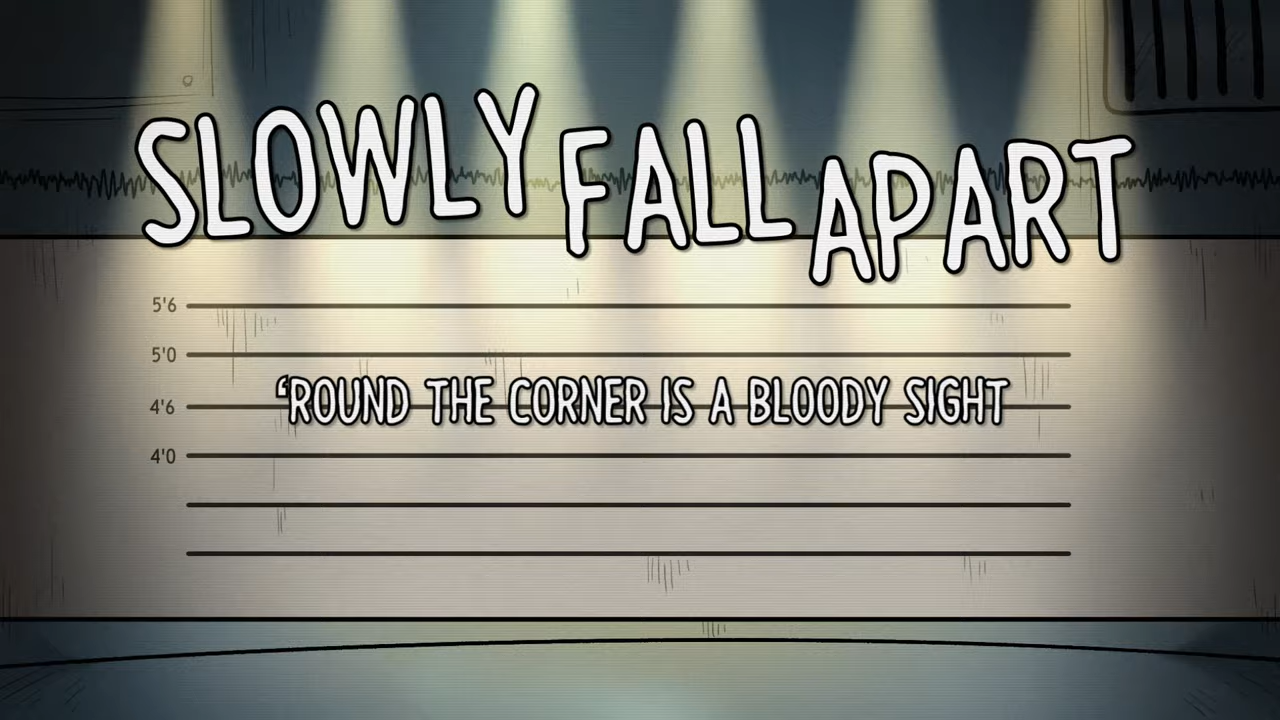 SLOWLY FALL APART
5'6
5'0
‘ROUND THE CORNER IS A BLOODY SIGHT
4'6
4'0